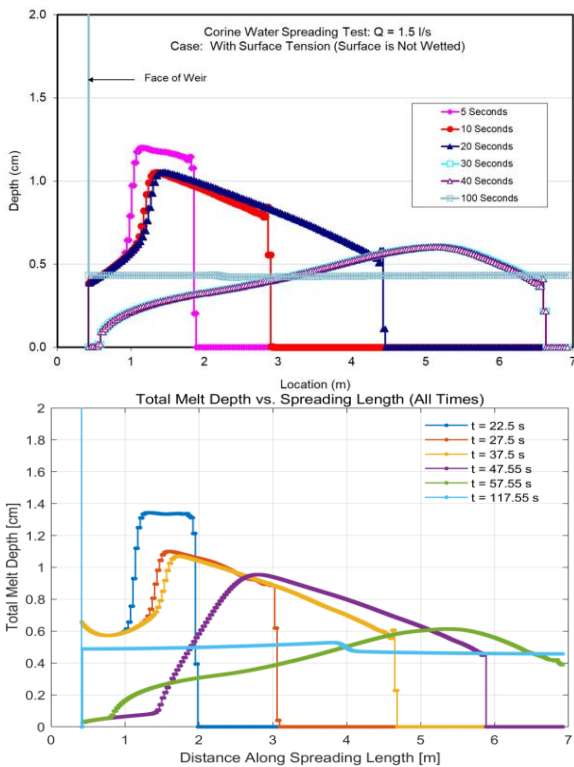 2.0
Corine Water Spreading Test: Q = 1.5 l/s
Case: With Surface Tension (Surface is Not Wetted)
Face of Weir
1.5
5 Seconds
10 Seconds
20 Seconds
30 Seconds
40 Seconds
100 Seconds
Depth (cm)
1.0
0.5
0.0
0 1 2 3 4 5 6 7
Location (m)
Total Melt Depth vs. Spreading Length (All Times)
2
t = 22.5 s
t = 27.5 s
t = 37.5 s
t = 47.55 s
t = 57.55 s
t = 117.55 s
1.8
1.6
1.4
1.2
Total Melt Depth [cm]
1
0.8
0.6
0.4
0.2
0
0 1 2 3 4 5 6 7
Distance Along Spreading Length [m]